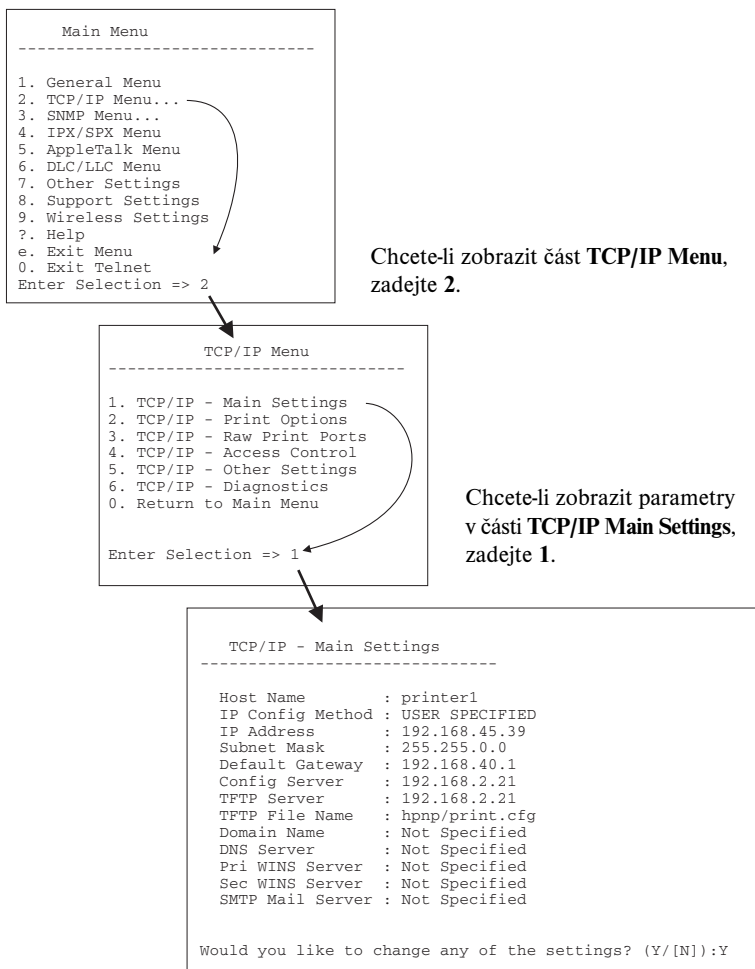 Main Menu
-------------------------------
1. General Menu
2. TCP/IP Menu...
3. SNMP Menu...
4. IPX/SPX Menu
5. AppleTalk Menu
6. DLC/LLC Menu
7. Other Settings
8. Support Settings
9. Wireless Settings
?. Help
e. Exit Menu
0. Exit Telnet
Enter Selection => 2
Chcete-li zobrazit část TCP/IP Menu,
zadejte 2.
TCP/IP Menu
-------------------------------
1. TCP/IP - Main Settings
2. TCP/IP - Print Options
3. TCP/IP - Raw Print Ports
4. TCP/IP - Access Control
5. TCP/IP - Other Settings
6. TCP/IP - Diagnostics
0. Return to Main Menu
Enter Selection => 1
Chcete-li zobrazit parametry
v části TCP/IP Main Settings,
zadejte 1.
TCP/IP - Main Settings
-------------------------------
Host Name : printer1
IP Config Method : USER SPECIFIED
IP Address : 192.168.45.39
Subnet Mask : 255.255.0.0
Default Gateway : 192.168.40.1
Config Server : 192.168.2.21
TFTP Server : 192.168.2.21
TFTP File Name : hpnp/print.cfg
Domain Name : Not Specified
DNS Server : Not Specified
Pri WINS Server : Not Specified
Sec WINS Server : Not Specified
SMTP Mail Server : Not Specified
Would you like to change any of the settings? (Y/[N]):Y